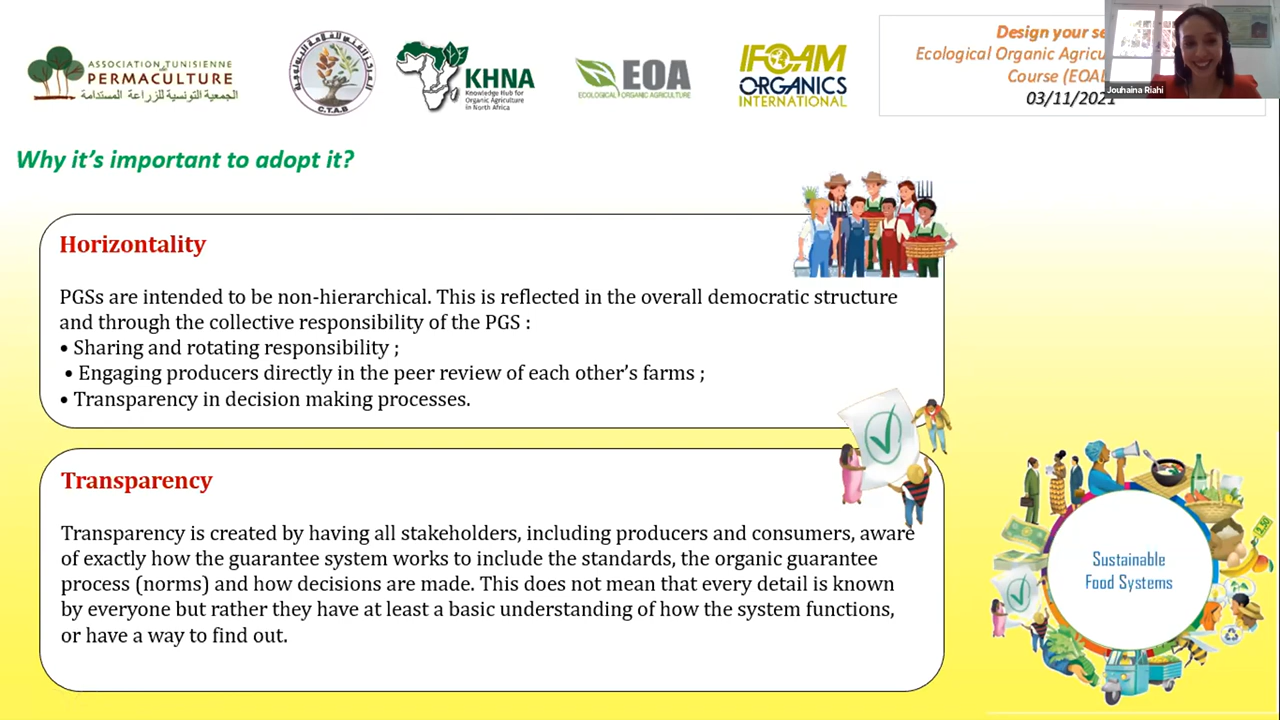 ASSOCIATION TUNISIENNE
PERMACULTURE
الجمعية التونسية للزراعة المستدامة
C.T.A.B
KHNA
Knowledge Hub for
Organic Agriculture
in North Africa
EOA
ECOLOGICAL ORGANIC AGRICULTURE
IFOAM
ORGANICS
INTERNATIONAL
Design your
Ecological Organic
Course (EOAL
03/11/2021
Jouhaina Riahi
Why it's important to adopt it?
Horizontality
PGSs are intended to be non-hierarchical. This is reflected in the overall democratic structure
and through the collective responsibility of the PGS :
• Sharing and rotating responsibility ;
• Engaging producers directly in the peer review of each other's farms ;
• Transparency in decision making processes.
Transparency
Transparency is created by having all stakeholders, including producers and consumers, aware
of exactly how the guarantee system works to include the standards, the organic guarantee
process (norms) and how decisions are made. This does not mean that every detail is known
by everyone but rather they have at least a basic understanding of how the system functions,
or have a way to find out.
Sustainable
Food Systems